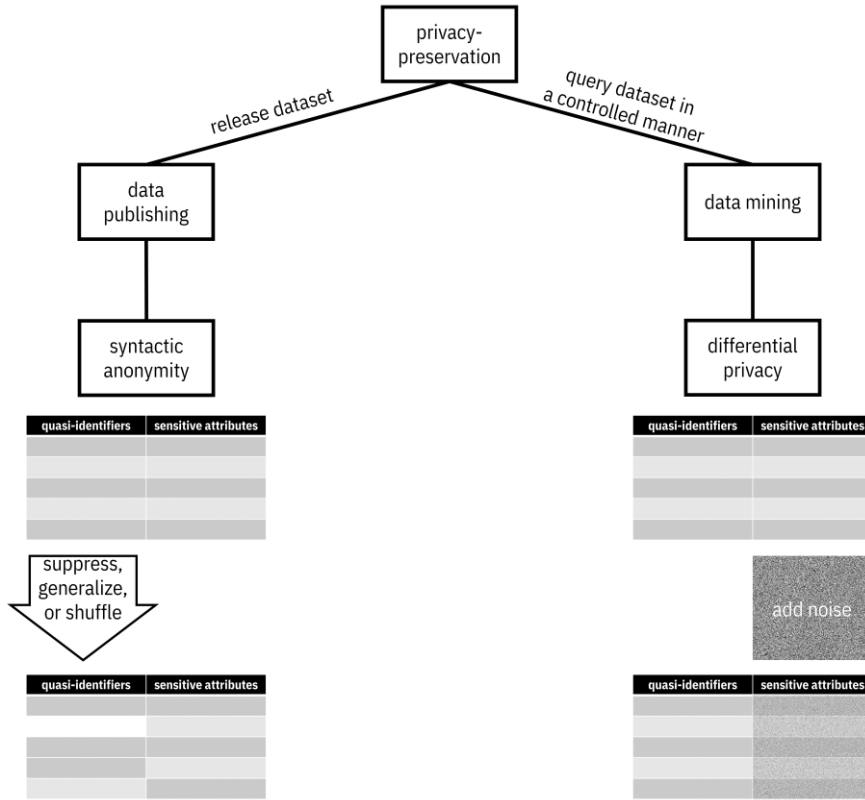 privacy-
preservation
release dataset
query dataset in
a controlled manner
data
publishing
data mining
syntactic
anonymity
differential
privacy
quasi-identifiers sensitive attributes
quasi-identifiers sensitive attributes
suppress,
generalize,
or shuffle
add noise
quasi-identifiers sensitive attributes
quasi-identifiers sensitive attributes